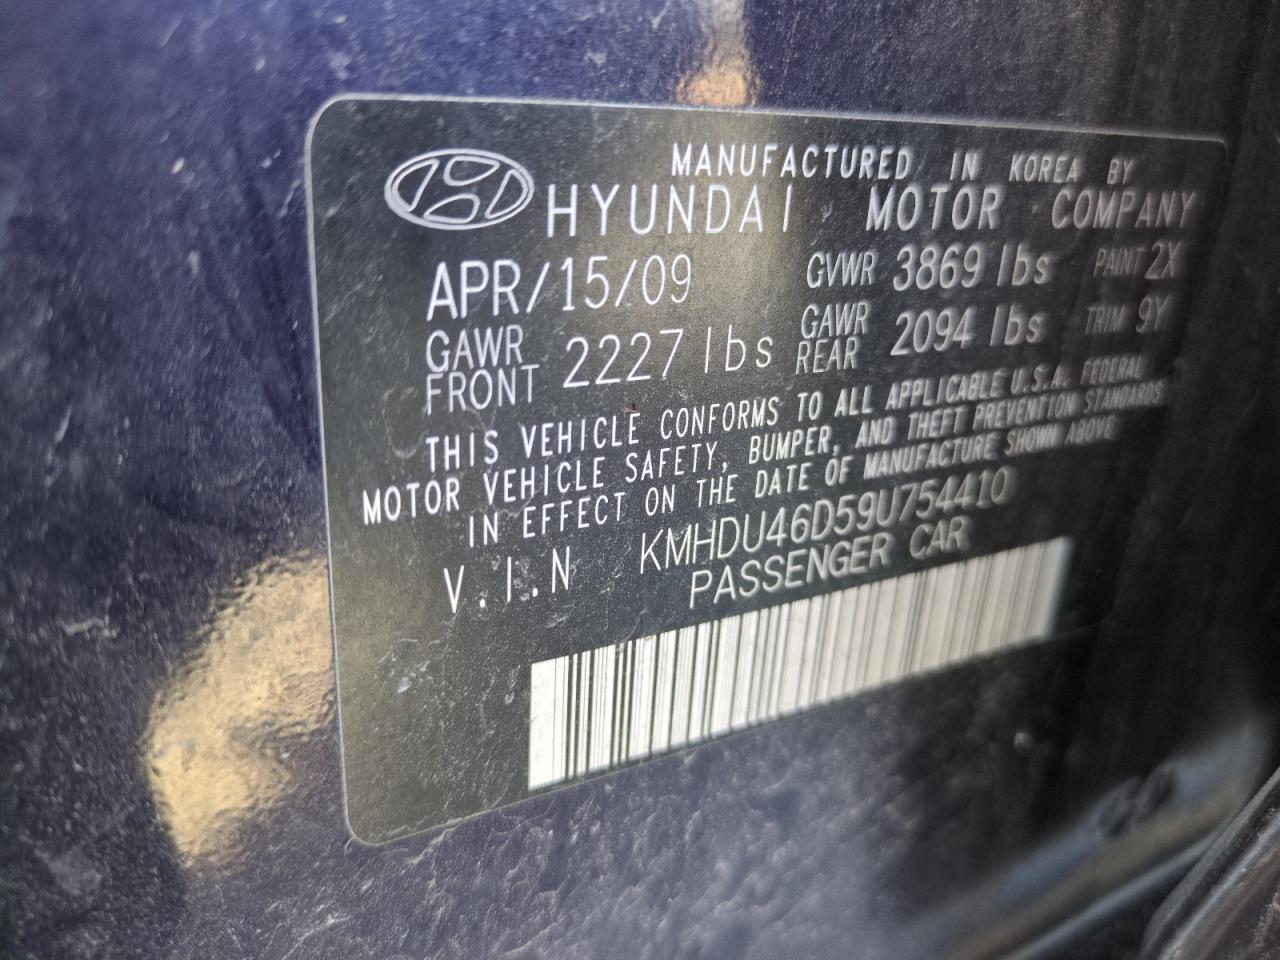 MANUFACTURED IN KOREA BY
HYUNDAI MOTOR COMPANY
APR/15/09 GVWR 3869 lbs PAINT 2X
GAWR FRONT 2227 lbs GAWR REAR 2094 lbs TRIM 9Y
THIS VEHICLE CONFORMS TO ALL APPLICABLE U.S.A. FEDERAL
MOTOR VEHICLE SAFETY, BUMPER, AND THEFT PREVENTION STANDARDS
IN EFFECT ON THE DATE OF MANUFACTURE SHOWN ABOVE
V.I.N KMHDU46D59U754410
PASSENGER CAR